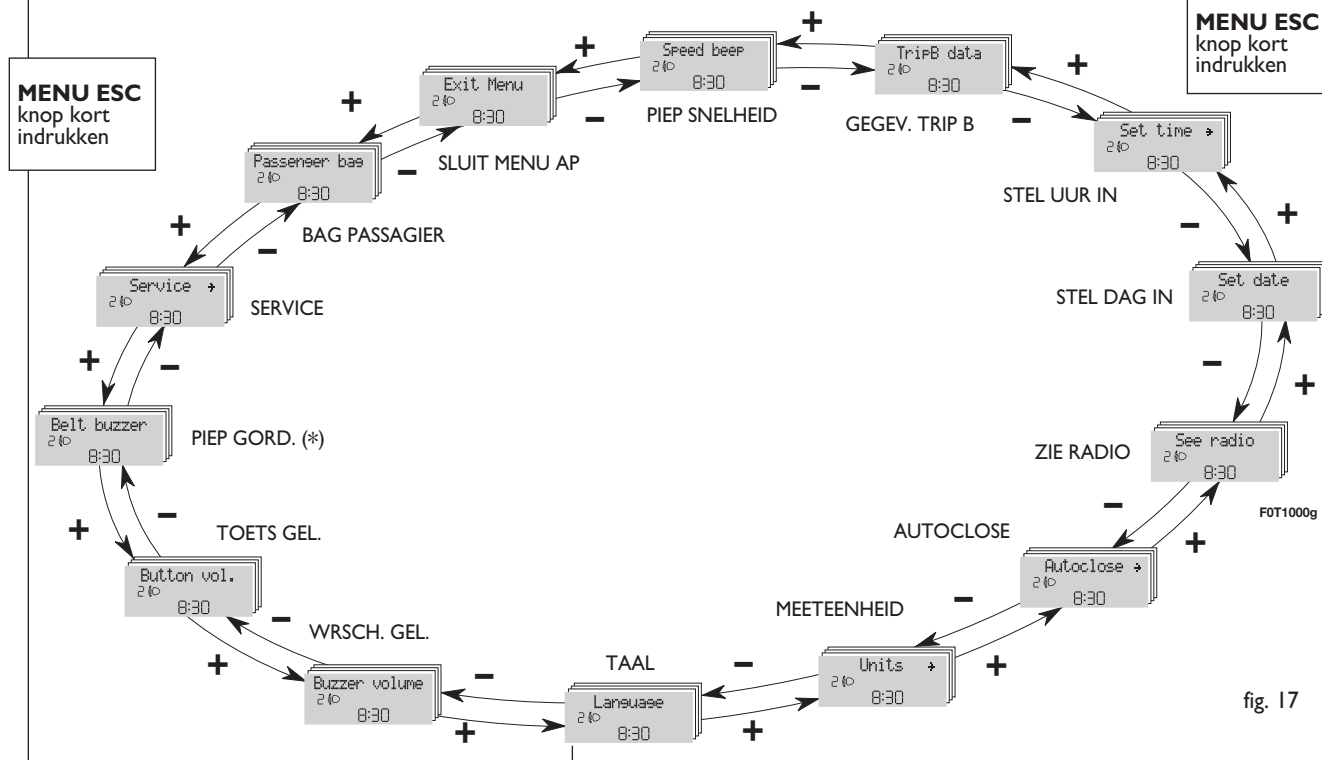 MENU ESC
knop kort
indrukken
MENU ESC
knop kort
indrukken
+
+
Speed beep
8:30
PIEP SNELHEID
−
TripB data
8:30
GEGEV. TRIP B
−
+
Exit Menu
8:30
SLUIT MENU AP
−
+
Set time
8:30
STEL UUR IN
−
+
Passenger bag
8:30
BAG PASSAGIER
−
+
Set date
8:30
STEL DAG IN
−
+
Service
8:30
SERVICE
−
+
See radio
8:30
ZIE RADIO
−
+
F0T1000g
Belt buzzer
8:30
PIEP GORD. (*)
−
+
Autoclose
8:30
AUTOCLOSE
−
+
Button vol.
8:30
TOETS GEL.
−
+
Units
8:30
MEETEENHEID
−
+
Buzzer volume
8:30
WRSCH. GEL.
−
+
Language
8:30
TAAL
fig. 17